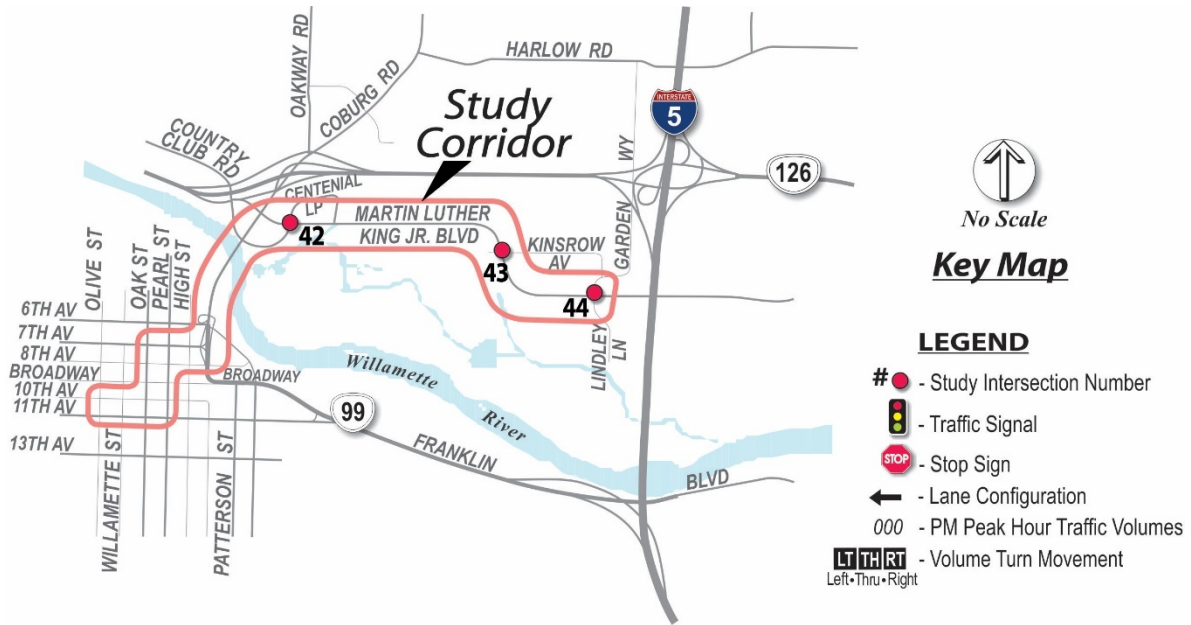 HARLOW RD
OAKWAY RD
COBURG RD
Study
Corridor
INTERSTATE
5
COUNTRY
CLUB RD
GARDEN WY
126
CENTENIAL
LP
MARTIN LUTHER
KING JR. BLVD
42
43
KINSROW
AV
44
LINDLEY
LN
OLIVE ST
OAK ST
PEARL ST
HIGH ST
6TH AV
7TH AV
8TH AV
BROADWAY
10TH AV
11TH AV
13TH AV
BROADWAY
WILLAMETTE ST
PATTERSON ST
99
Willamette
River
FRANKLIN
BLVD
No Scale
Key Map
LEGEND
# - Study Intersection Number
- Traffic Signal
STOP - Stop Sign
- Lane Configuration
000 - PM Peak Hour Traffic Volumes
LT TH RT - Volume Turn Movement
Left•Thru•Right